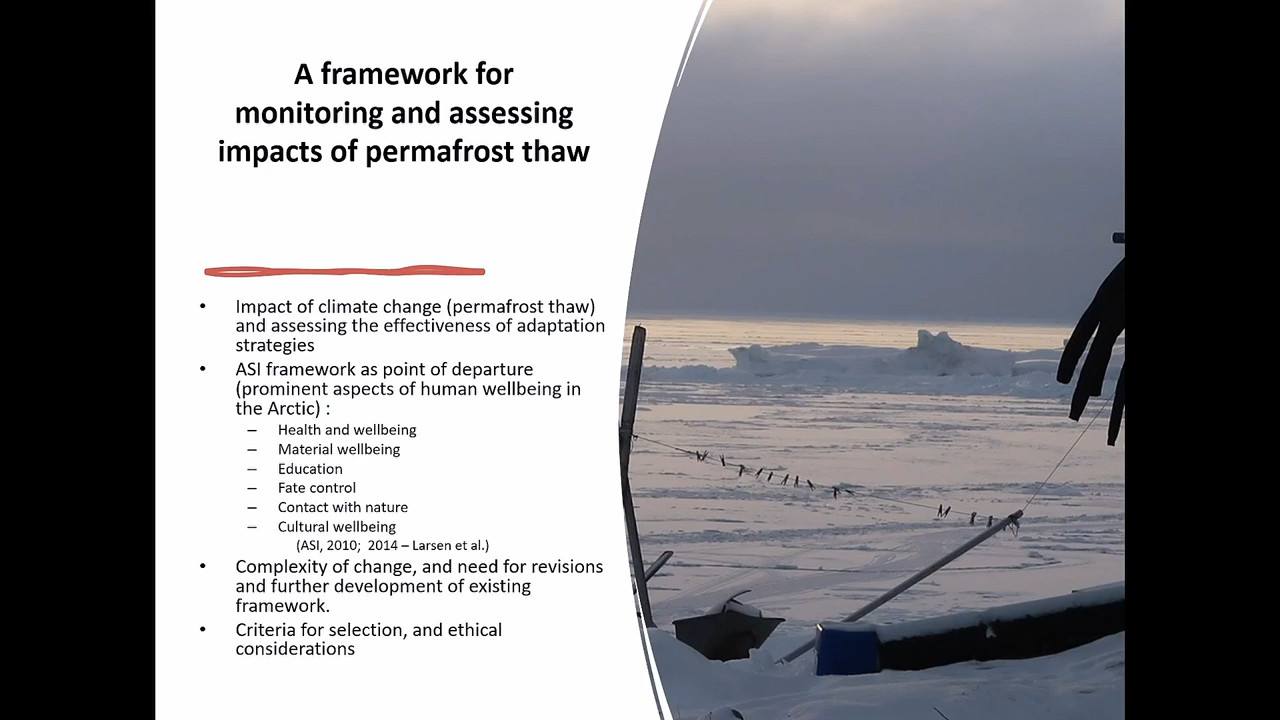 A framework for
monitoring and assessing
impacts of permafrost thaw
• Impact of climate change (permafrost thaw)
and assessing the effectiveness of adaptation
strategies
• ASI framework as point of departure
(prominent aspects of human wellbeing in
the Arctic) :
– Health and wellbeing
– Material wellbeing
– Education
– Fate control
– Contact with nature
– Cultural wellbeing
(ASI, 2010; 2014 – Larsen et al.)
• Complexity of change, and need for revisions
and further development of existing
framework.
• Criteria for selection, and ethical
considerations